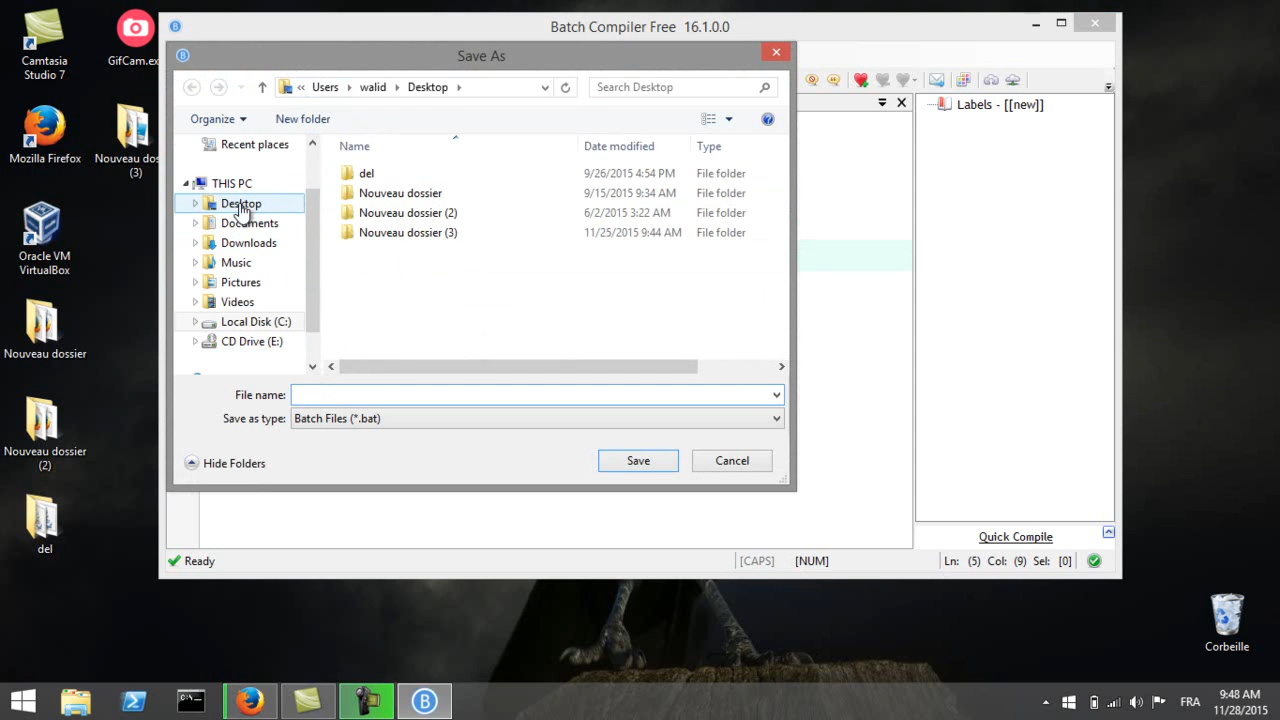 Camtasia
Studio 7
GifCam.ex
Mozilla Firefox
Nouveau dos
(3)
Oracle VM
VirtualBox
Nouveau dossier
Nouveau dossier
(2)
del
Batch Compiler Free 16.1.0.0
Save As
« Users walid Desktop
Search Desktop
Organize
New folder
Recent places
THIS PC
Desktop
Documents
Downloads
Music
Pictures
Videos
Local Disk (C:)
CD Drive (E:)
Name Date modified Type
del 9/26/2015 4:54 PM File folder
Nouveau dossier 9/15/2015 9:34 AM File folder
Nouveau dossier (2) 6/2/2015 3:22 AM File folder
Nouveau dossier (3) 11/25/2015 9:44 AM File folder
File name:
Save as type: Batch Files (*.bat)
Hide Folders
Save
Cancel
Labels - [[new]]
Quick Compile
Ready
[CAPS] [NUM]
Ln: (5) Col: (9) Sel: [0]
Corbeille
FRA
9:48 AM
11/28/2015